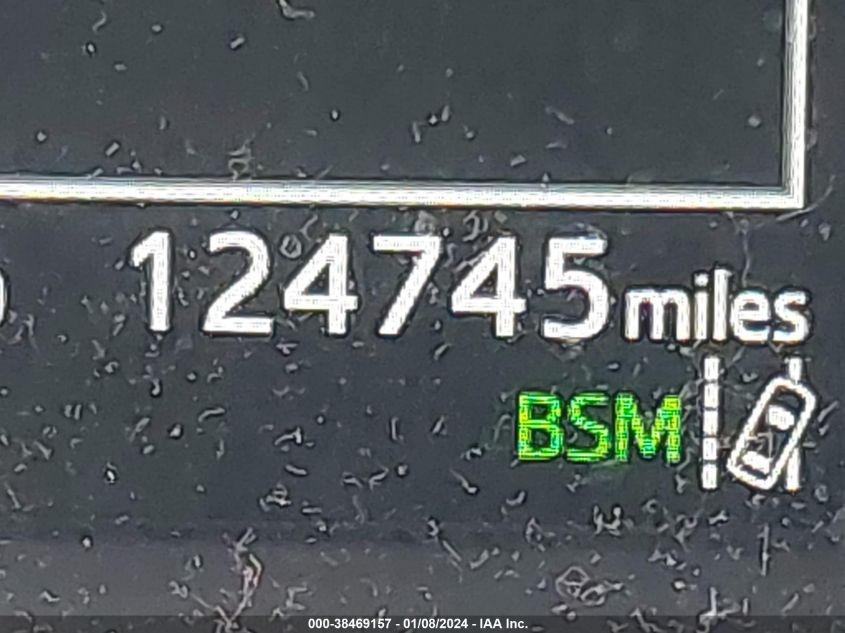 124745 miles
BSM
000-38469157 - 01/08/2024 - IAA Inc.